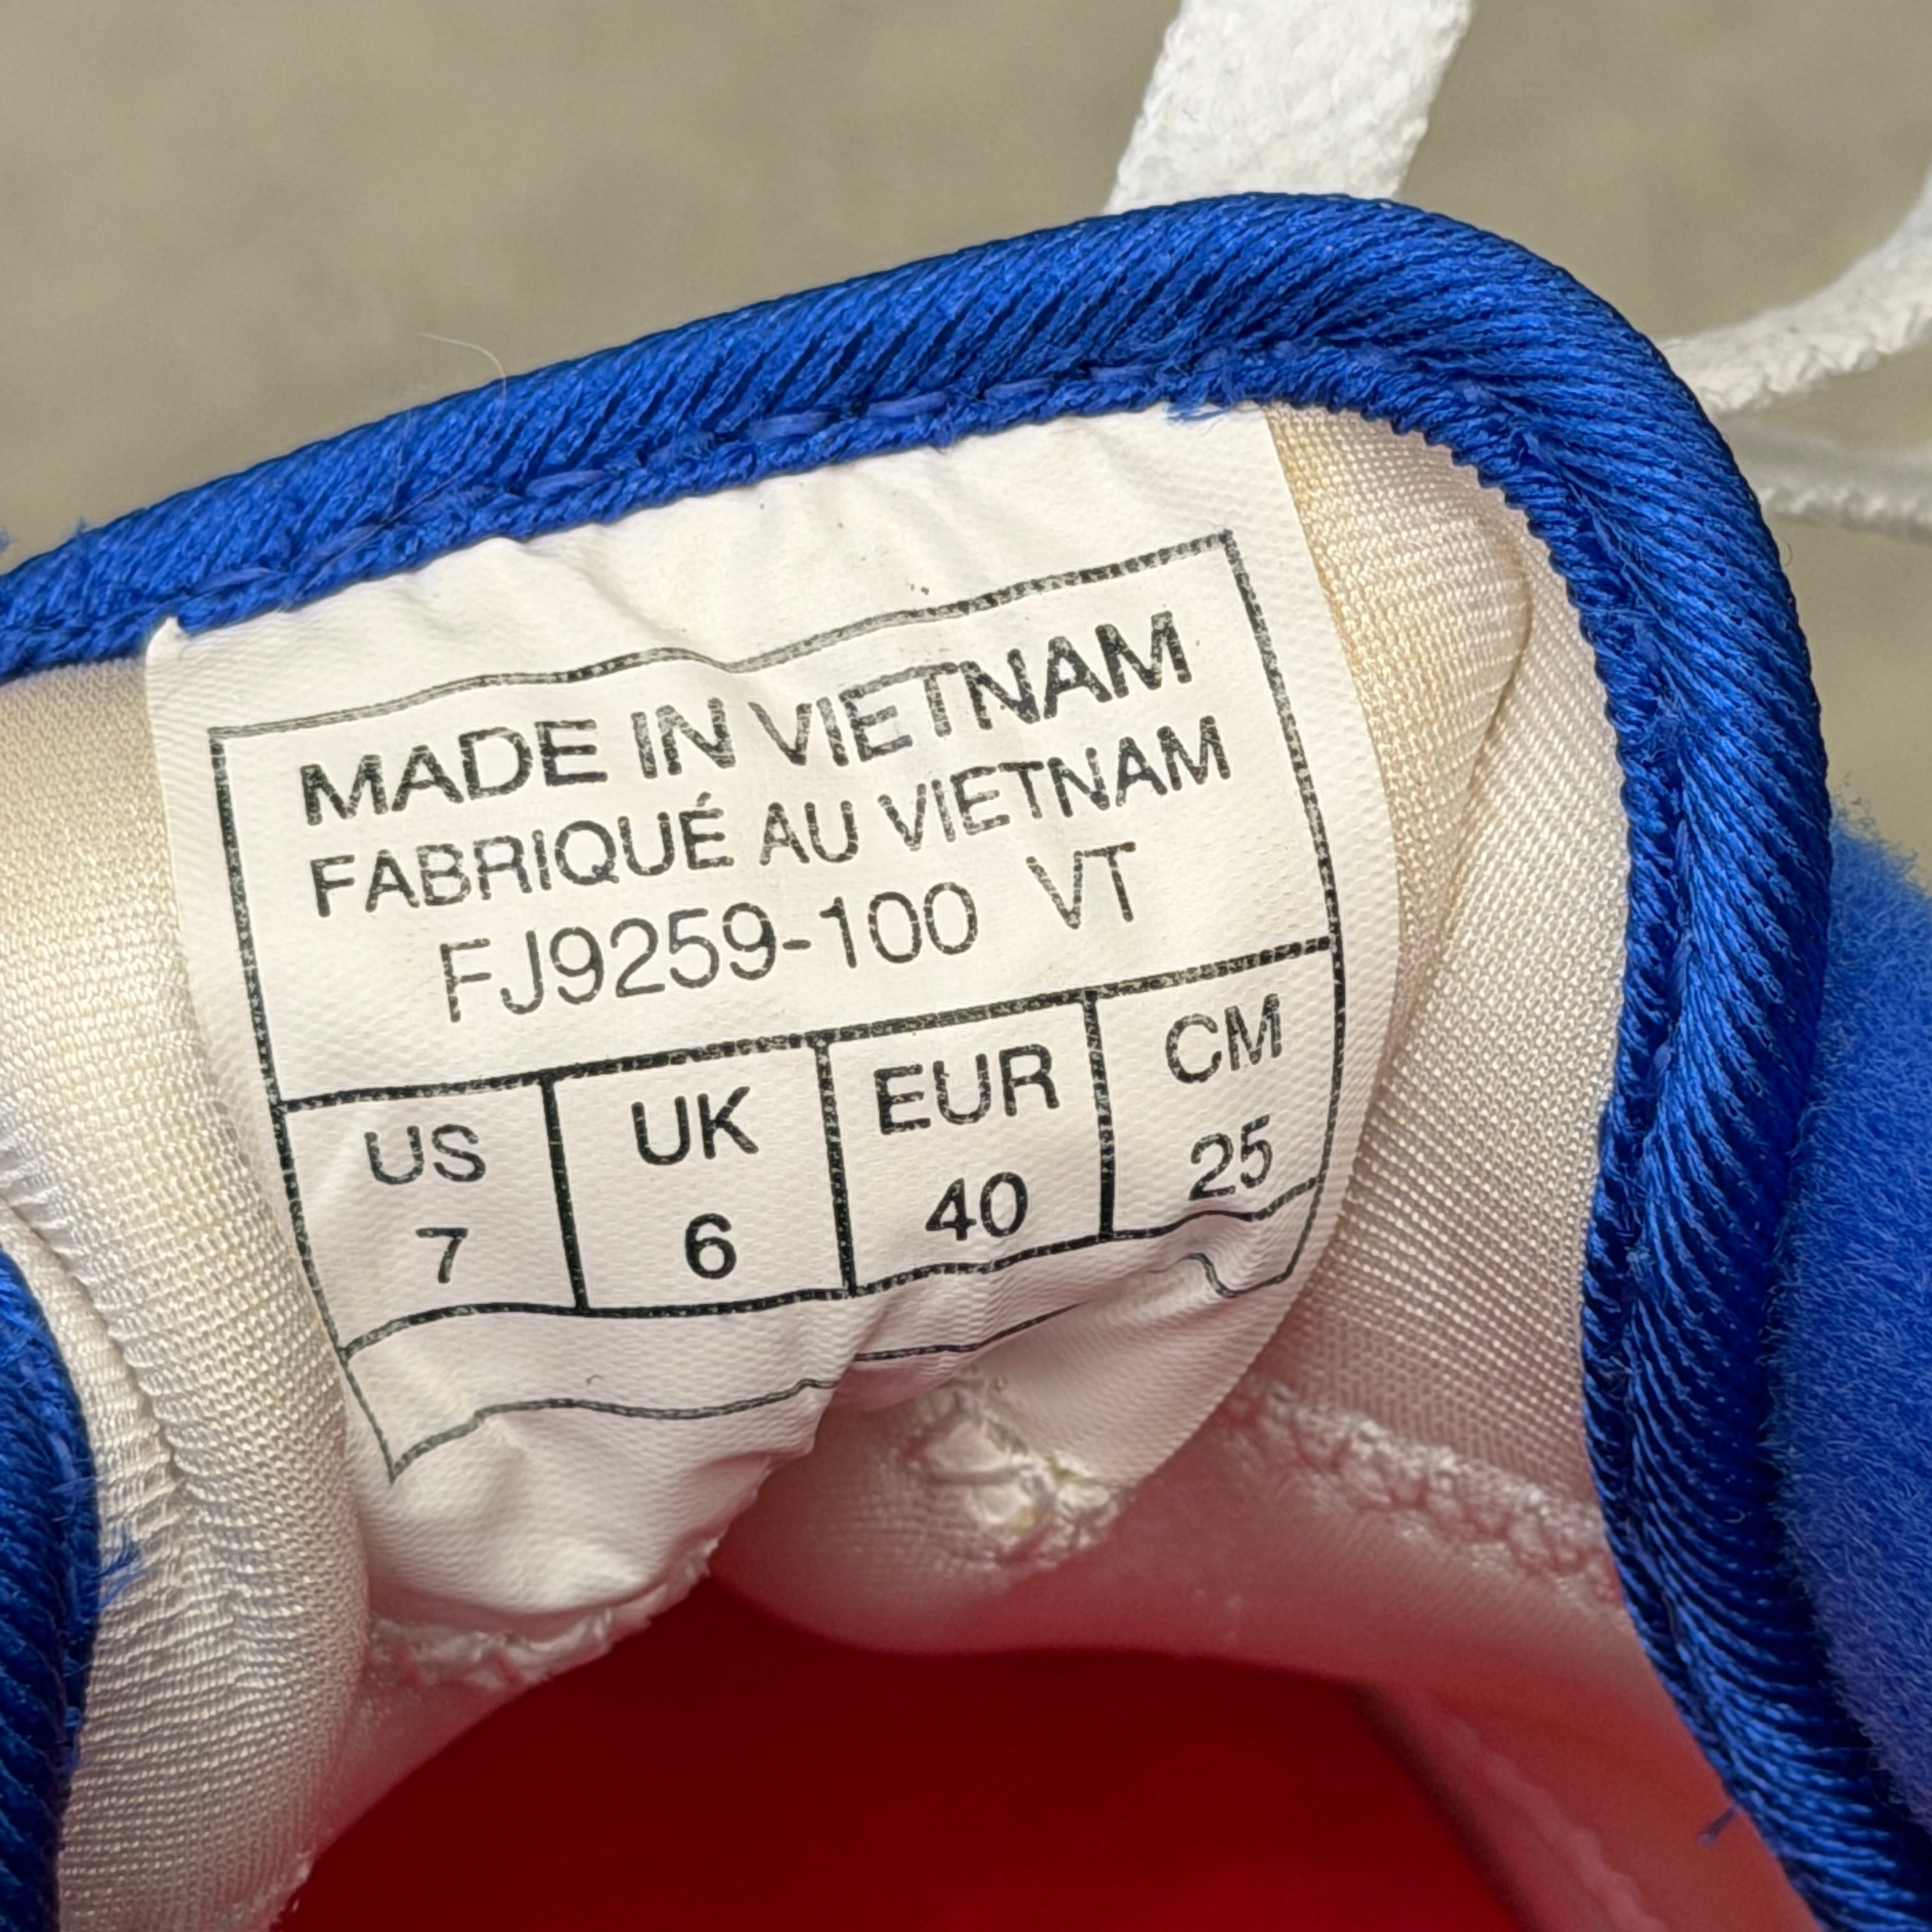 MADE IN VIETNAM
FABRIQUÉ AU VIETNAM
FJ9259-100 VT
US UK EUR CM
7 6 40 25